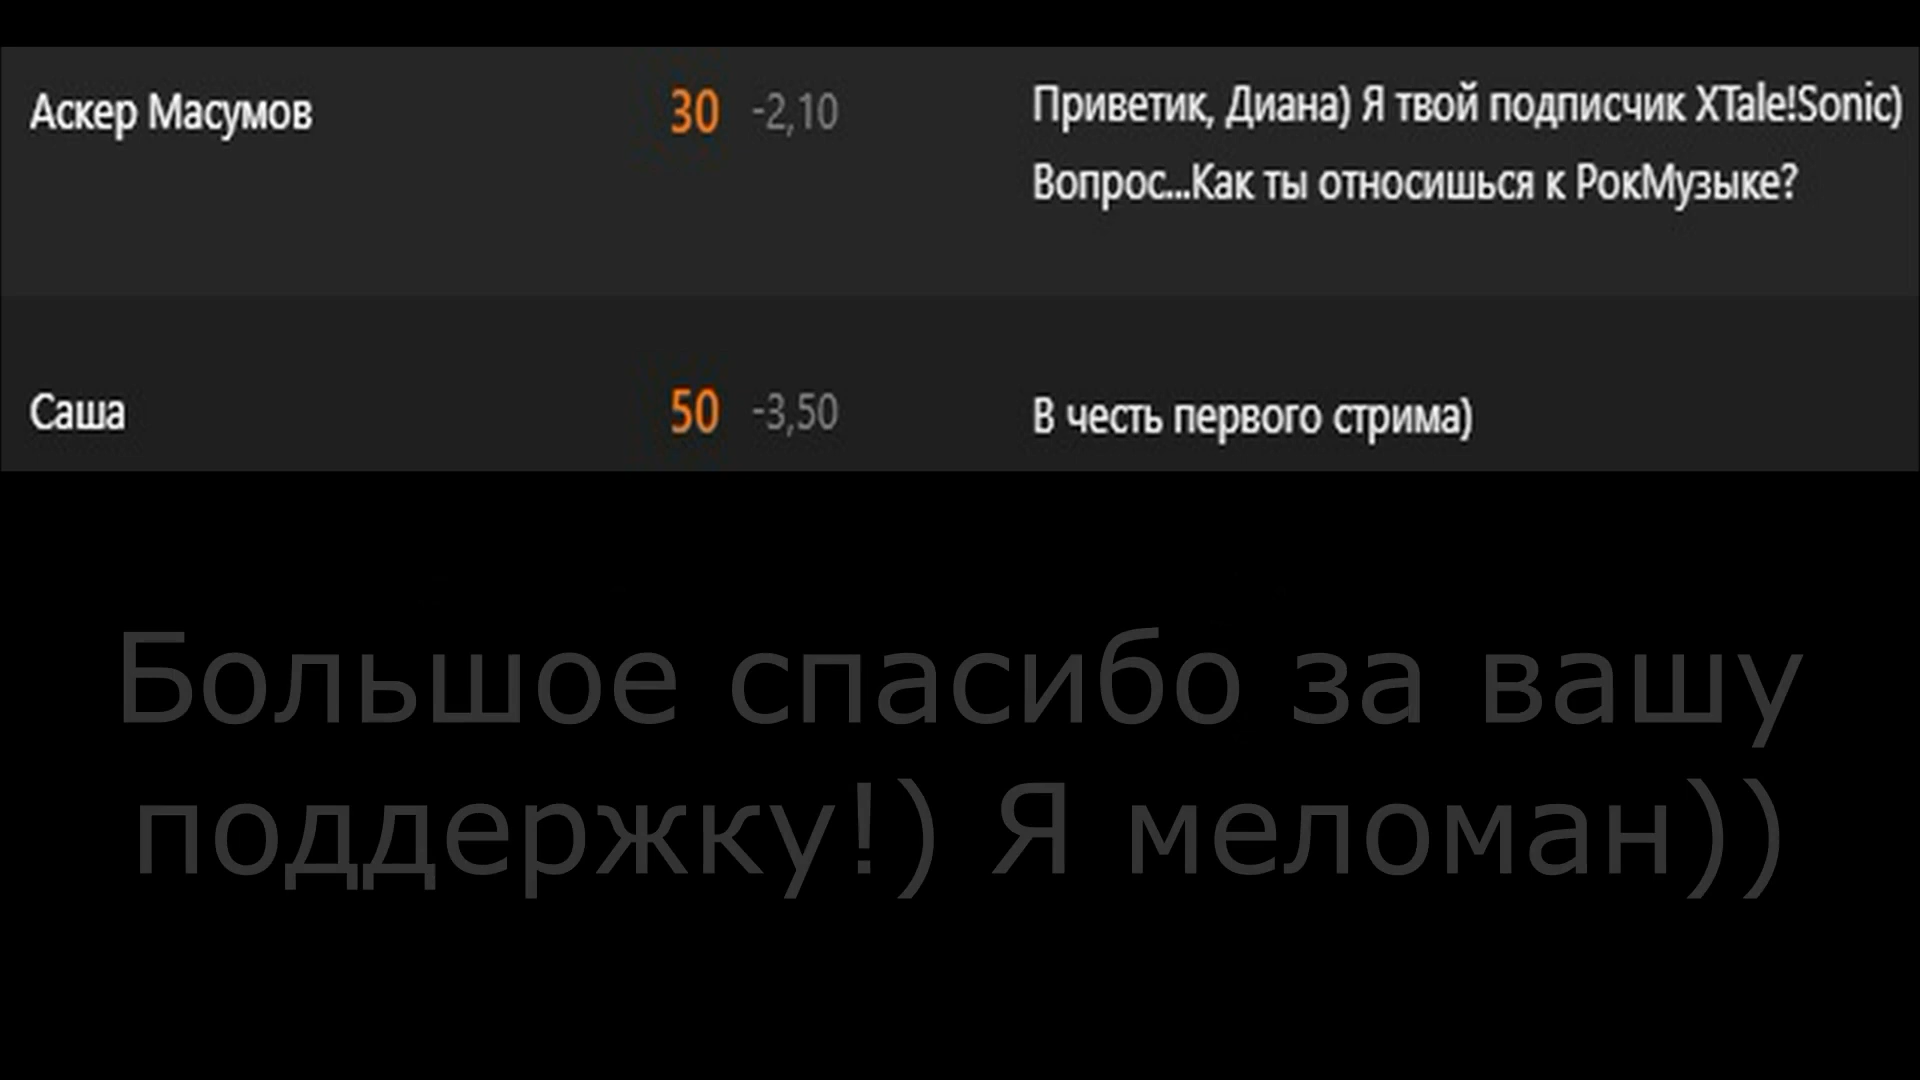 Аскер Масумов 30 -2,10 Приветик, Диана) Я твой подписчик XTale!Sonic)
Вопрос...Как ты относишься к РокМузыке?
Саша 50 -3,50 В честь первого стрима)
Большое спасибо за вашу
поддержку!) Я меломан))